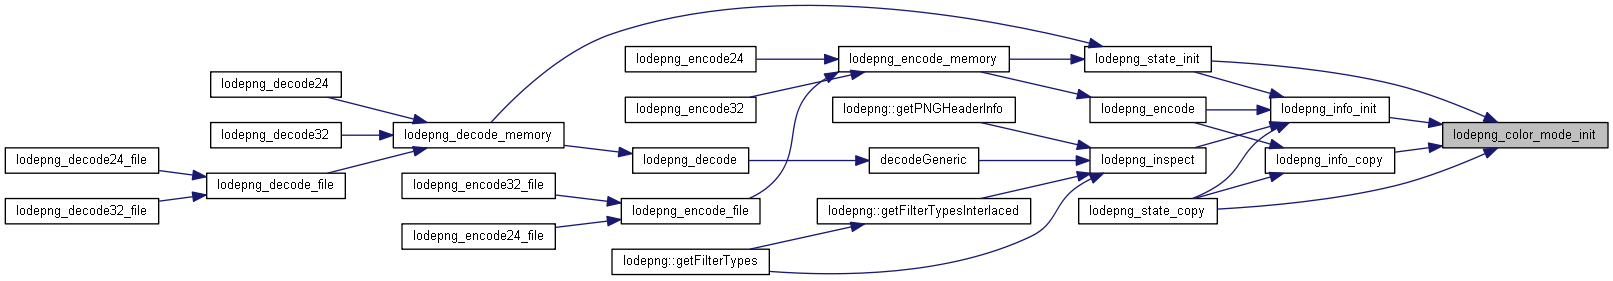 lodepng_encode24
lodepng_encode_memory
lodepng_state_init
lodepng_decode24
lodepng_encode32
lodepng::getPNGHeaderInfo
lodepng_encode
lodepng_info_init
lodepng_decode32
lodepng_decode_memory
lodepng_color_mode_init
lodepng_decode24_file
lodepng_decode
decodeGeneric
lodepng_inspect
lodepng_info_copy
lodepng_decode_file
lodepng_encode32_file
lodepng_decode32_file
lodepng_encode_file
lodepng::getFilterTypesInterlaced
lodepng_state_copy
lodepng_encode24_file
lodepng::getFilterTypes